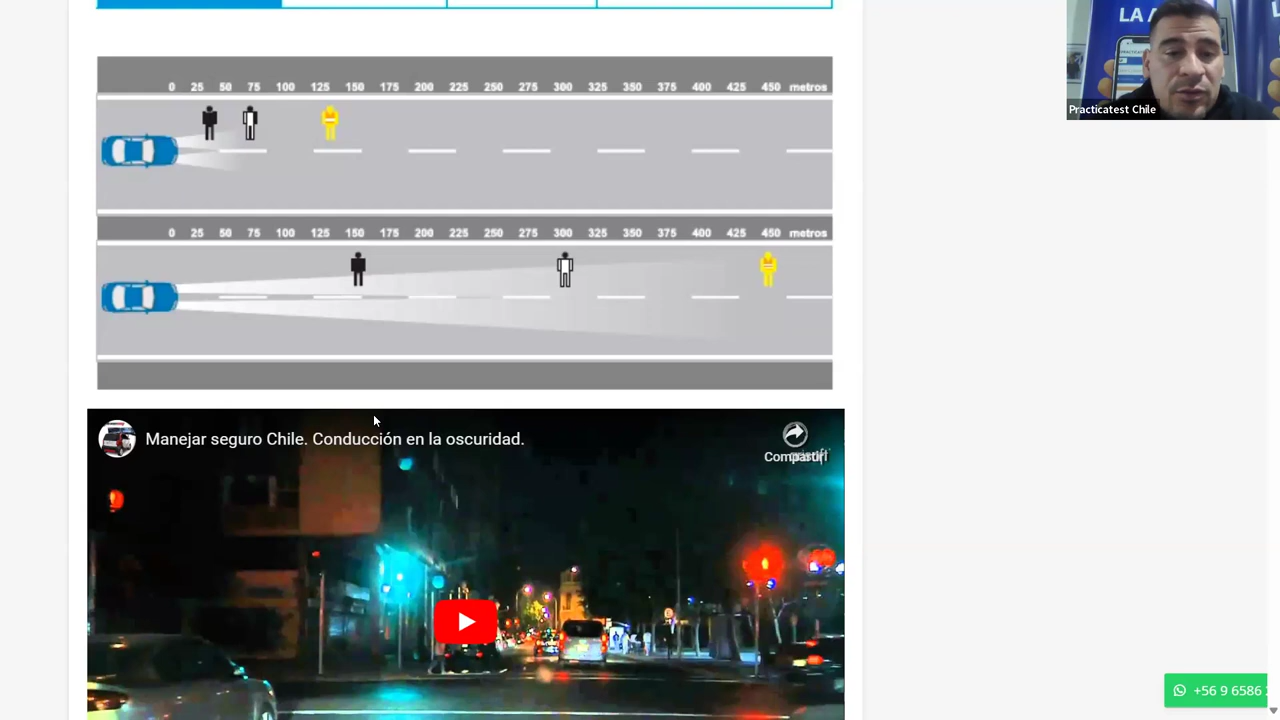 LA
0 25 50 75 100 125 150 175 200 225 250 275 300 325 350 375 400 425 450 metros
Practicatest Chile
0 25 50 75 100 125 150 175 200 225 250 275 300 325 350 375 400 425 450 metros
Manejar seguro Chile. Conducción en la oscuridad.
Compartir
+56 9 6586